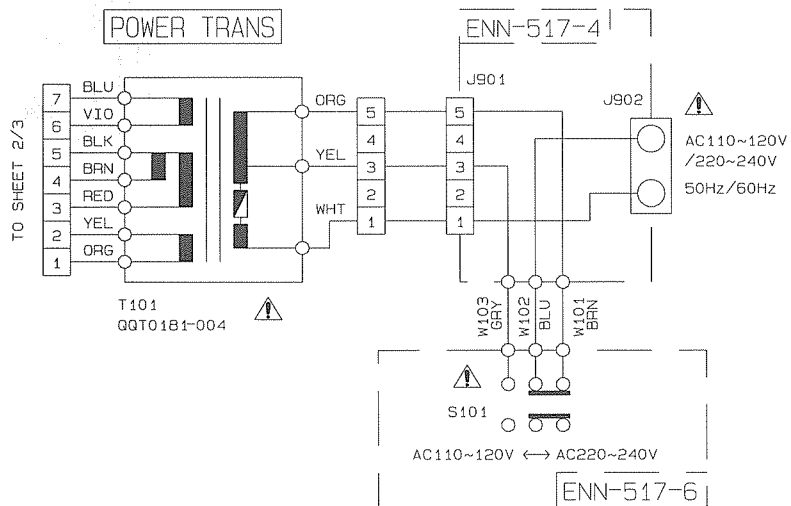 POWER TRANS
ENN-517-4
J901
J902
TO SHEET 2/3
7 BLU
6 VIO
5 BLK
4 BRN
3 RED
2 YEL
1 ORG
ORG
YEL
WHT
5
4
3
2
1
5
4
3
2
1
AC110~120V
/220~240V
50Hz/60Hz
T101
QQT0181-004
W103
GRY
W102
BLU
W101
BRN
S101
AC110~120V ↔ AC220~240V
ENN-517-6